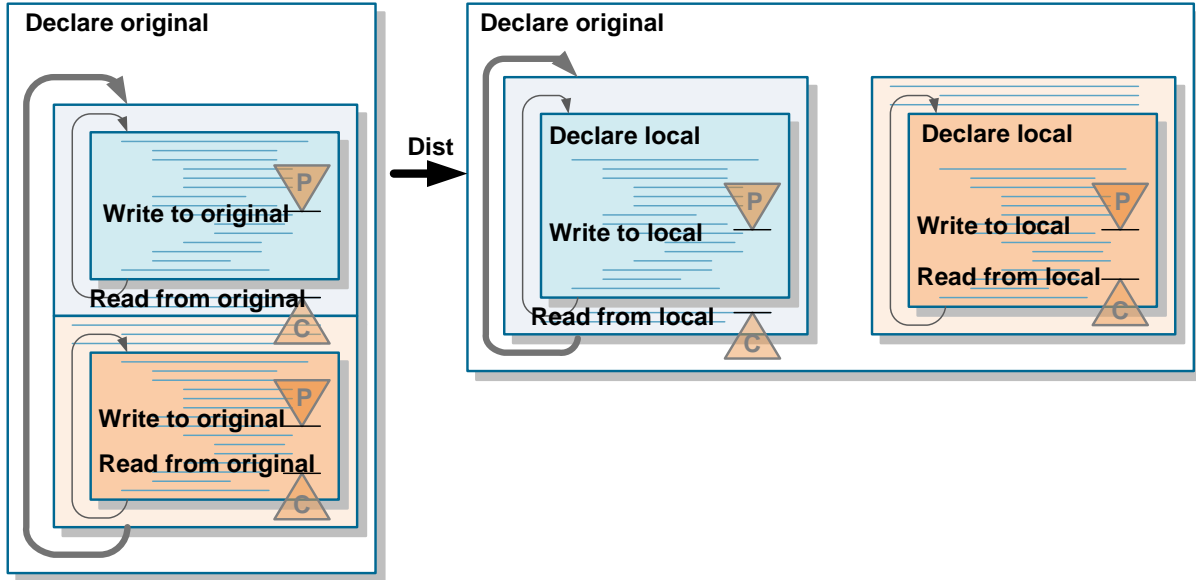 Declare original
P
Write to original
Read from original
C
P
Write to original
Read from original
C
Dist
Declare original
Declare local
P
Write to local
Read from local
C
Declare local
P
Write to local
Read from local
C